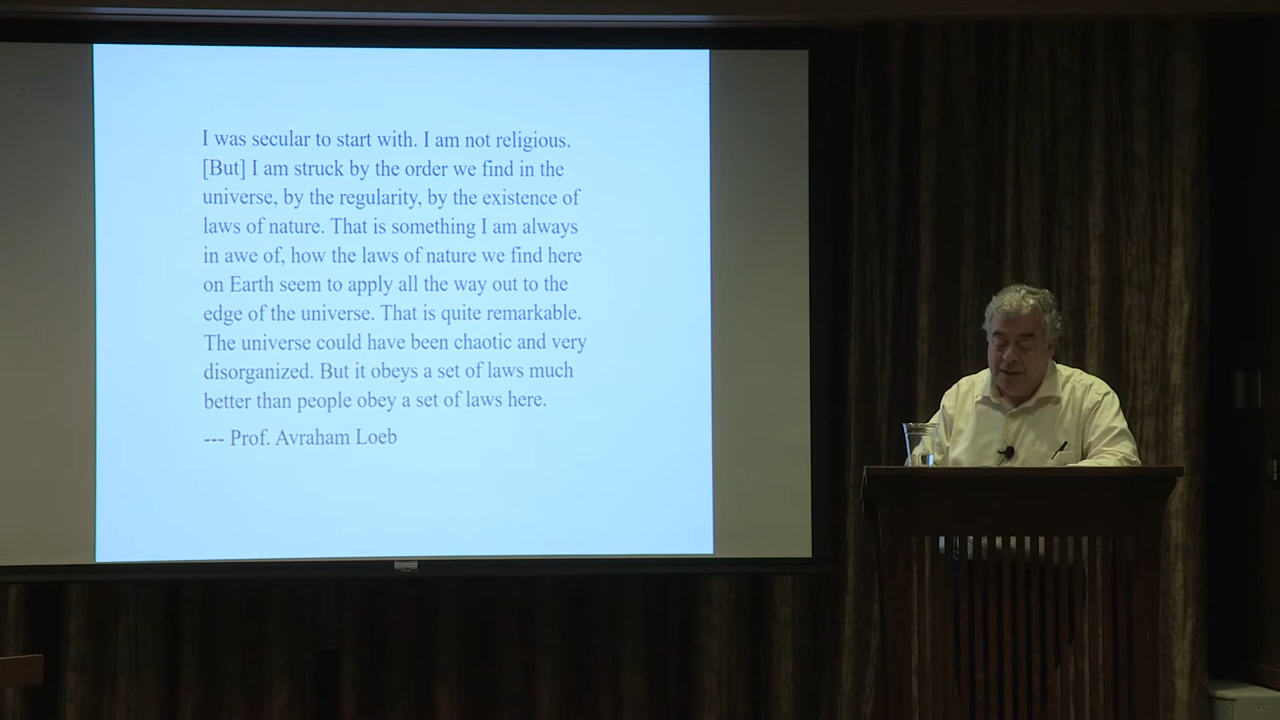 I was secular to start with. I am not religious.
[But] I am struck by the order we find in the
universe, by the regularity, by the existence of
laws of nature. That is something I am always
in awe of, how the laws of nature we find here
on Earth seem to apply all the way out to the
edge of the universe. That is quite remarkable.
The universe could have been chaotic and very
disorganized. But it obeys a set of laws much
better than people obey a set of laws here.
--- Prof. Avraham Loeb